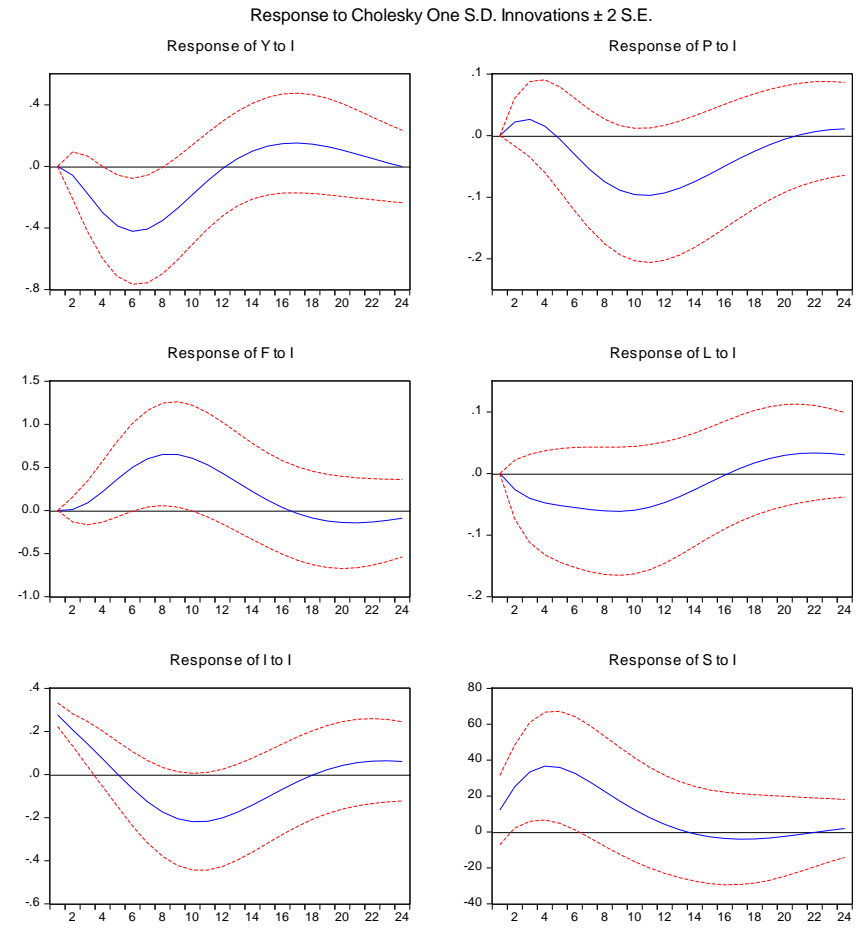 Response to Cholesky One S.D. Innovations ± 2 S.E.
Response of Y to I
.4
.0
-.4
-.8
2 4 6 8 10 12 14 16 18 20 22 24
Response of P to I
.1
.0
-.1
-.2
2 4 6 8 10 12 14 16 18 20 22 24
Response of F to I
1.5
1.0
0.5
0.0
-0.5
-1.0
2 4 6 8 10 12 14 16 18 20 22 24
Response of L to I
.1
.0
-.1
-.2
2 4 6 8 10 12 14 16 18 20 22 24
Response of I to I
.4
.2
.0
-.2
-.4
-.6
2 4 6 8 10 12 14 16 18 20 22 24
Response of S to I
80
60
40
20
0
-20
-40
2 4 6 8 10 12 14 16 18 20 22 24